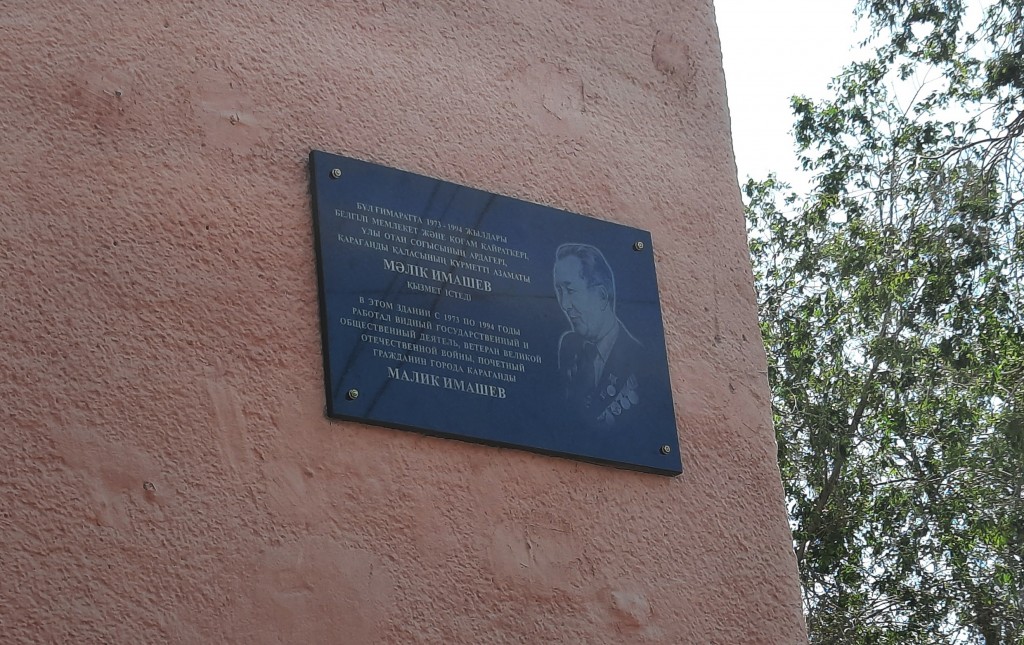 БҰЛ ҒИМАРАТТА 1973 - 1994 ЖЫЛДАРЫ
БЕЛГІЛІ МЕМЛЕКЕТ ЖӘНЕ ҚОҒАМ ҚАЙРАТКЕРІ,
ҰЛЫ ОТАН СОҒЫСЫНЫҢ АРДАГЕРІ,
ҚАРАҒАНДЫ ҚАЛАСЫНЫҢ ҚҰРМЕТТІ АЗАМАТЫ
МӘЛІК ИМАШЕВ
ҚЫЗМЕТ ІСТЕДІ
В ЭТОМ ЗДАНИИ С 1973 ПО 1994 ГОДЫ
РАБОТАЛ ВИДНЫЙ ГОСУДАРСТВЕННЫЙ И
ОБЩЕСТВЕННЫЙ ДЕЯТЕЛЬ, ВЕТЕРАН ВЕЛИКОЙ
ОТЕЧЕСТВЕННОЙ ВОЙНЫ, ПОЧЕТНЫЙ
ГРАЖДАНИН ГОРОДА КАРАГАНДЫ
МАЛИК ИМАШЕВ